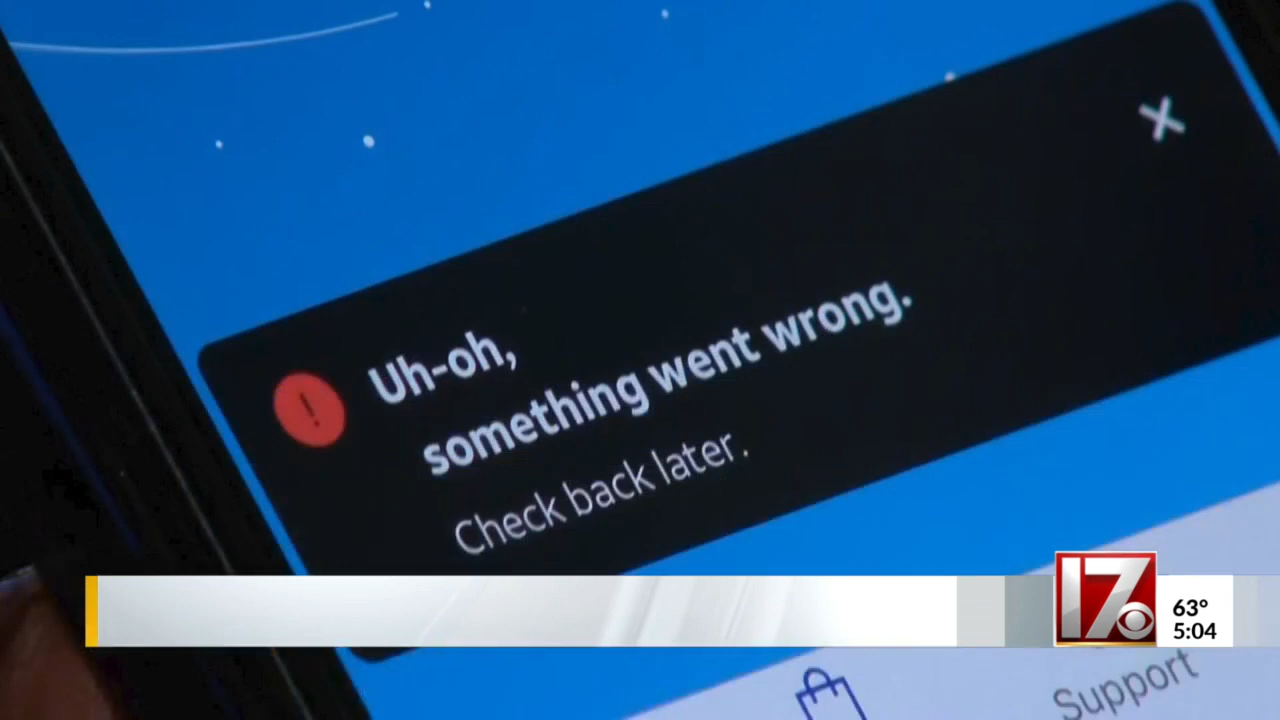 Uh-oh,
something went wrong.
Check back later.
17
63°
5:04
Support